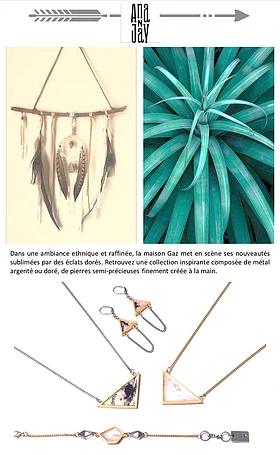 ANA
N
JAY
Dans une ambiance ethnique et raffinée, la maison Gaz met en scène ses nouveautés
sublimées par des éclats dorés. Retrouvez une collection inspirante composée de métal
argenté ou doré, de pierres semi-précieuses finement créée à la main.